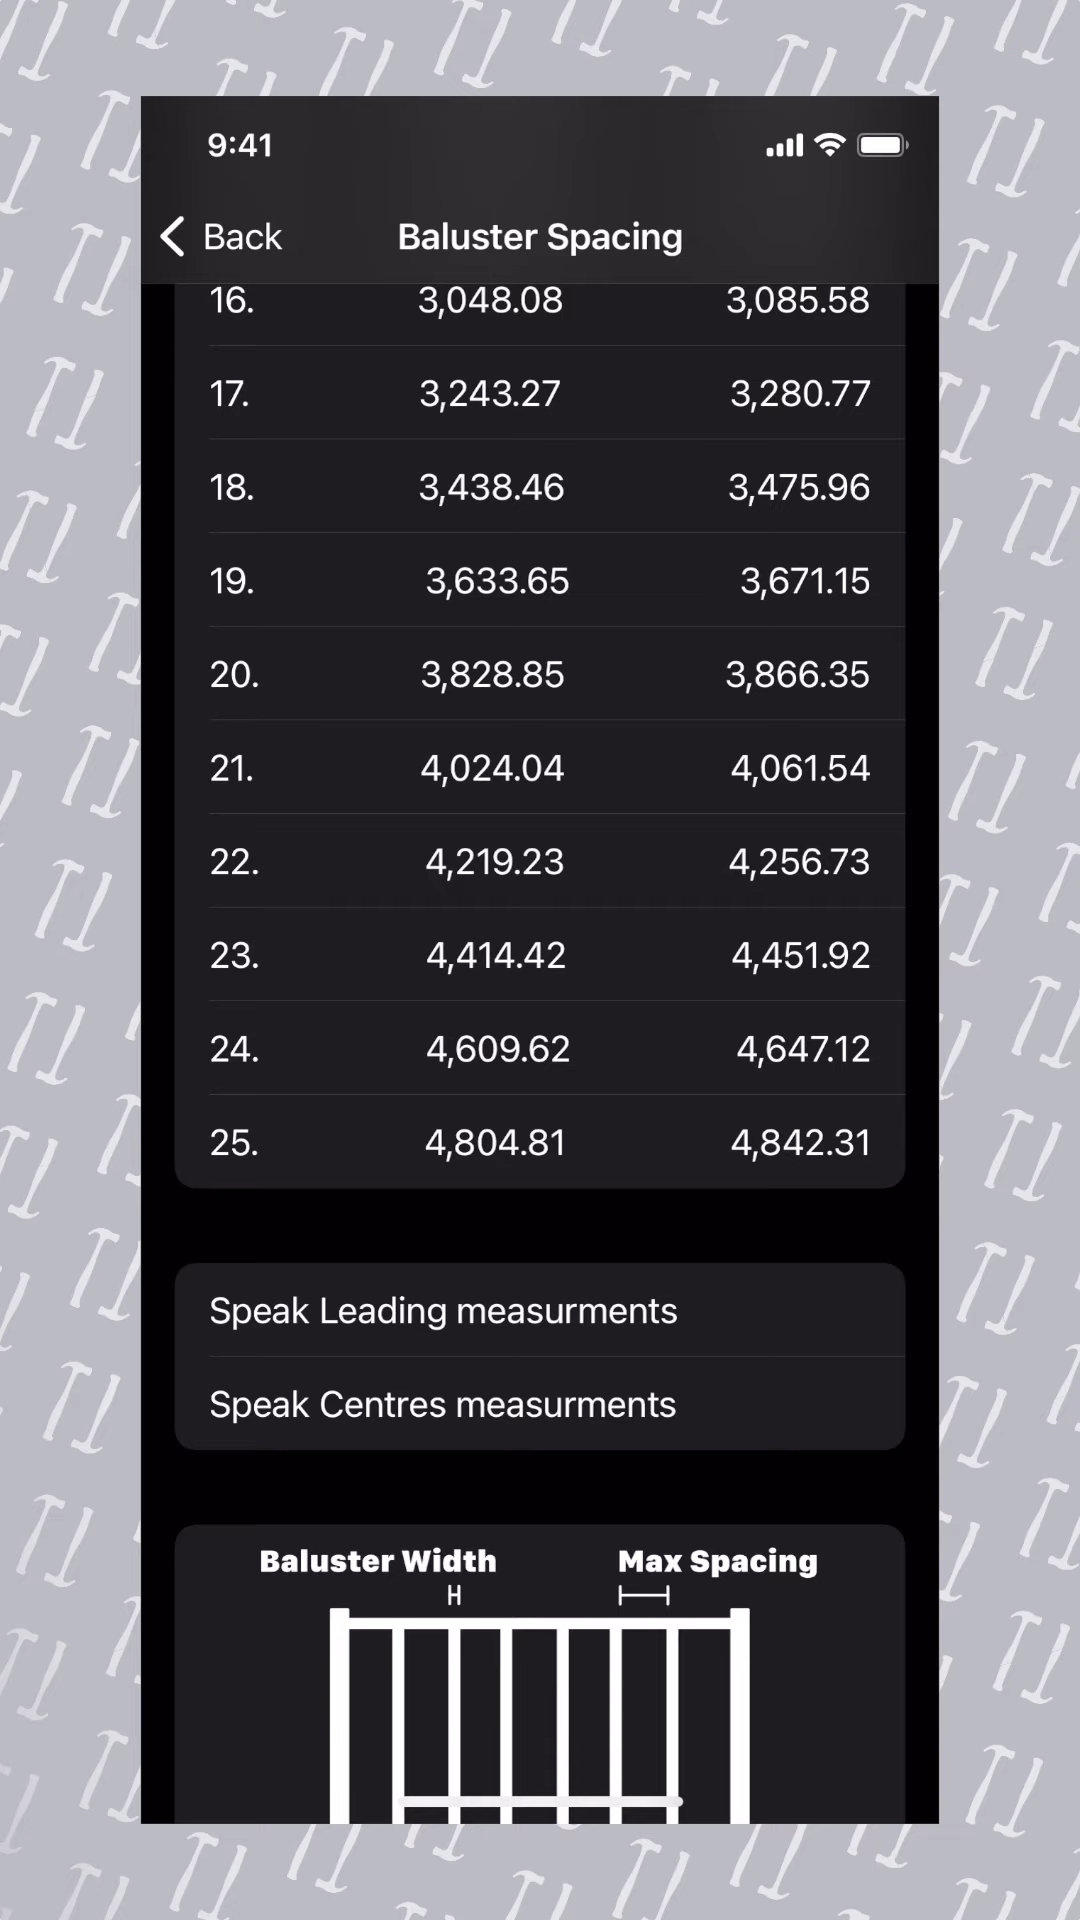 9:41
Back Baluster Spacing
16. 3,048.08 3,085.58
17. 3,243.27 3,280.77
18. 3,438.46 3,475.96
19. 3,633.65 3,671.15
20. 3,828.85 3,866.35
21. 4,024.04 4,061.54
22. 4,219.23 4,256.73
23. 4,414.42 4,451.92
24. 4,609.62 4,647.12
25. 4,804.81 4,842.31
Speak Leading measurments
Speak Centres measurments
Baluster Width Max Spacing